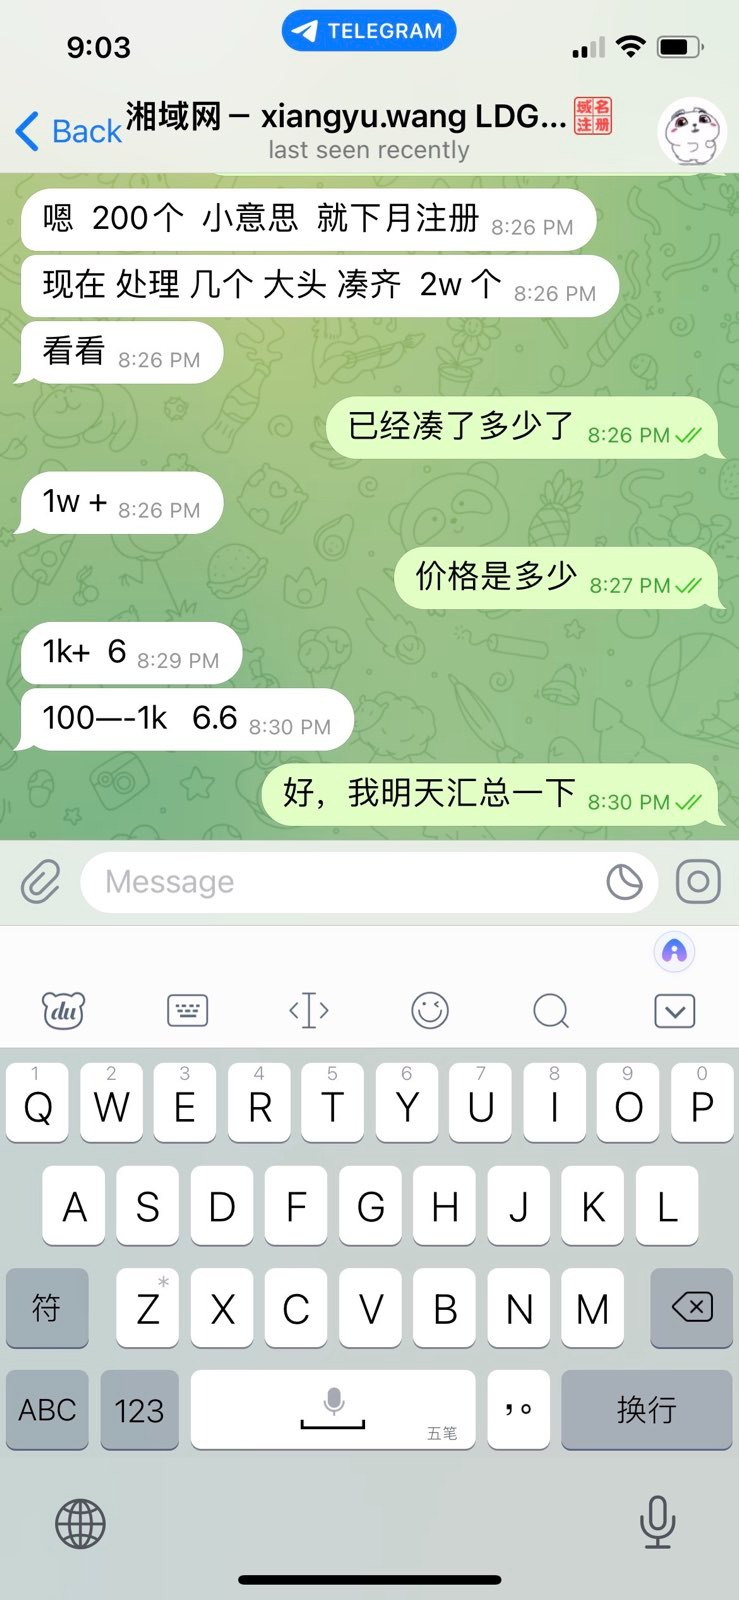 9:03
TELEGRAM
Back
湘域网 – xiangyu.wang LDG...
域名
注册
last seen recently
嗯 200个 小意思 就下月注册 8:26 PM
现在 处理 几个 大头 凑齐 2w 个 8:26 PM
看看 8:26 PM
已经凑了多少了 8:26 PM
1w + 8:26 PM
价格是多少 8:27 PM
1k+ 6 8:29 PM
100—-1k 6.6 8:30 PM
好，我明天汇总一下 8:30 PM
Message
du
1 2 3 4 5 6 7 8 9 0
Q W E R T Y U I O P
A S D F G H J K L
符 * Z X C V B N M
ABC 123 五笔 ，。 换行